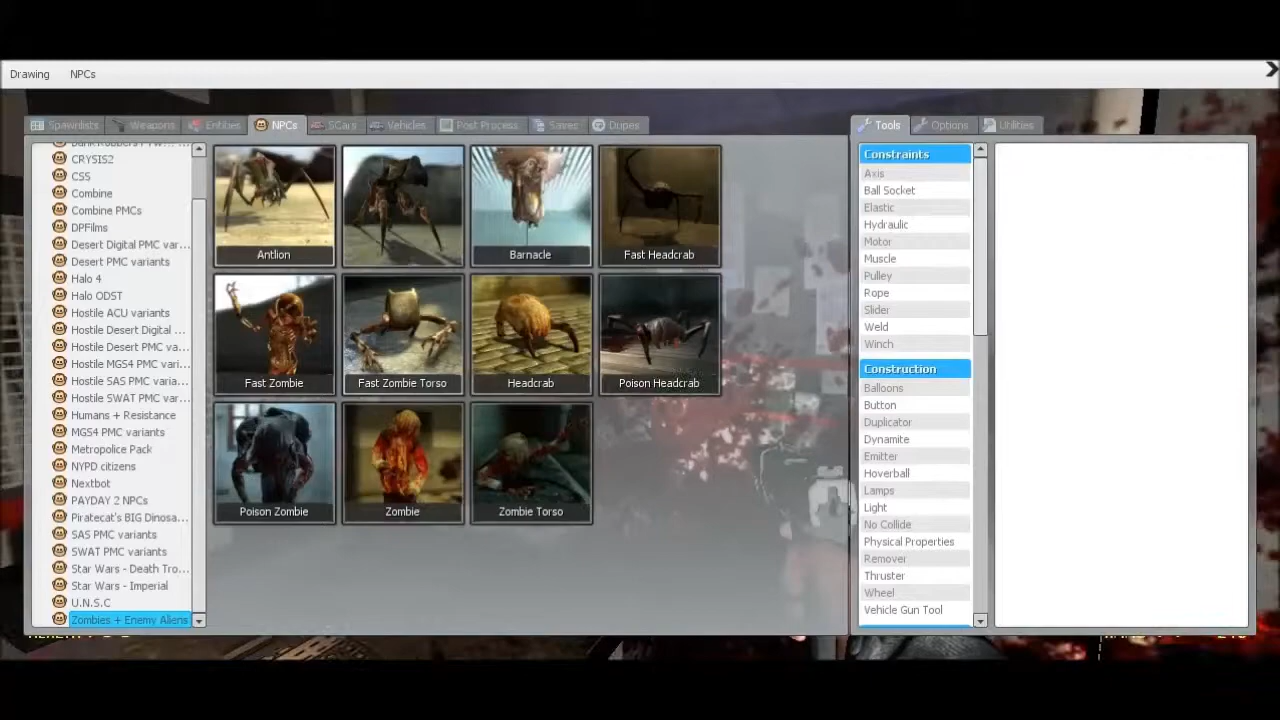 Drawing NPCs
Spawnlists Weapons Entities NPCs SCars Vehicles Post Process Saves Dupes
Tools Options Utilities
CRYSIS2
CSS
Combine
Combine PMCs
DPFilms
Desert Digital PMC var...
Desert PMC variants
Halo 4
Halo ODST
Hostile ACU variants
Hostile Desert Digital ...
Hostile Desert PMC va...
Hostile MGS4 PMC vari...
Hostile SAS PMC varia...
Hostile SWAT PMC var...
Humans + Resistance
MGS4 PMC variants
Metropolice Pack
NYPD citizens
Nextbot
PAYDAY 2 NPCs
Piratecat's BIG Dinosa...
SAS PMC variants
SWAT PMC variants
Star Wars - Death Tro...
Star Wars - Imperial
U.N.S.C
Zombies + Enemy Aliens
Antlion
Barnacle
Fast Headcrab
Fast Zombie
Fast Zombie Torso
Headcrab
Poison Headcrab
Poison Zombie
Zombie
Zombie Torso
Constraints
Axis
Ball Socket
Elastic
Hydraulic
Motor
Muscle
Pulley
Rope
Slider
Weld
Winch
Construction
Balloons
Button
Duplicator
Dynamite
Emitter
Hoverball
Lamps
Light
No Collide
Physical Properties
Remover
Thruster
Wheel
Vehicle Gun Tool